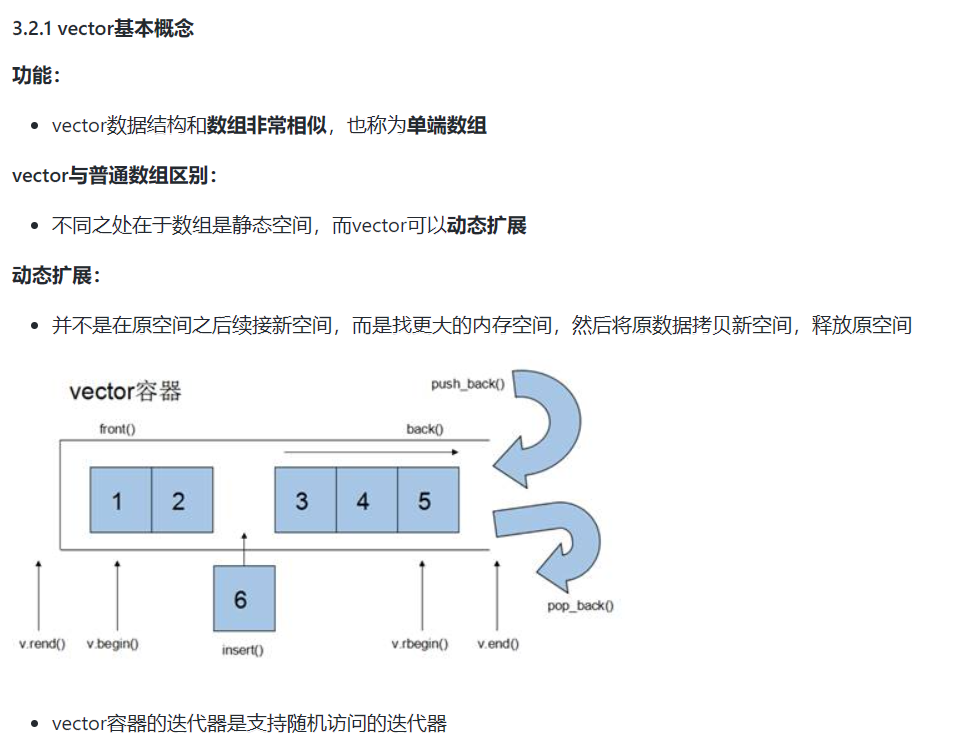 3.2.1 vector基本概念
功能：
vector数据结构和数组非常相似，也称为单端数组
vector与普通数组区别：
不同之处在于数组是静态空间，而vector可以动态扩展
动态扩展：
并不是在原空间之后续接新空间，而是找更大的内存空间，然后将原数据拷贝新空间，释放原空间
vector容器
push_back()
front()
back()
1 2 3 4 5
6
pop_back()
v.rend() v.begin() insert() v.rbegin() v.end()
vector容器的迭代器是支持随机访问的迭代器